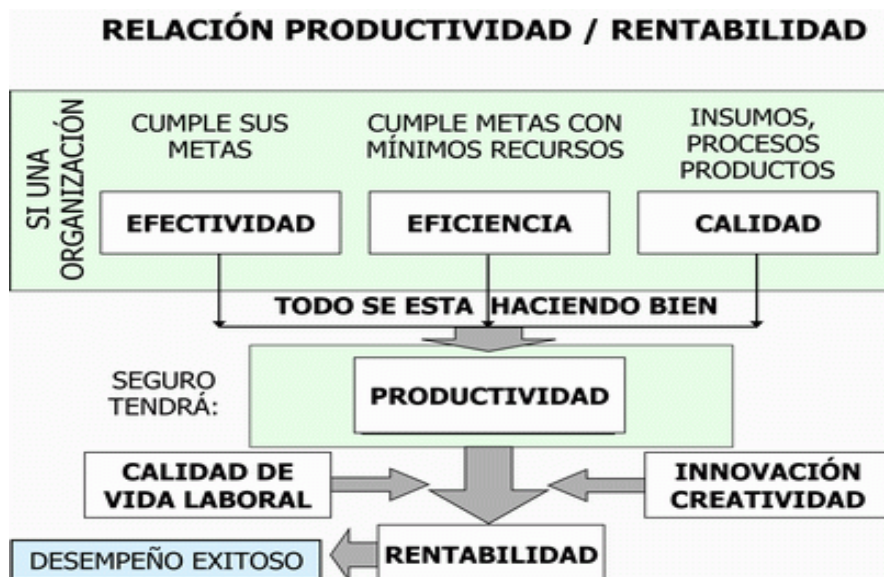 RELACIÓN PRODUCTIVIDAD / RENTABILIDAD
SI UNA
ORGANIZACIÓN
CUMPLE SUS
METAS
EFECTIVIDAD
CUMPLE METAS CON
MÍNIMOS RECURSOS
EFICIENCIA
INSUMOS,
PROCESOS
PRODUCTOS
CALIDAD
TODO SE ESTA HACIENDO BIEN
SEGURO
TENDRÁ:
PRODUCTIVIDAD
CALIDAD DE
VIDA LABORAL
INNOVACIÓN
CREATIVIDAD
RENTABILIDAD
DESEMPEÑO EXITOSO